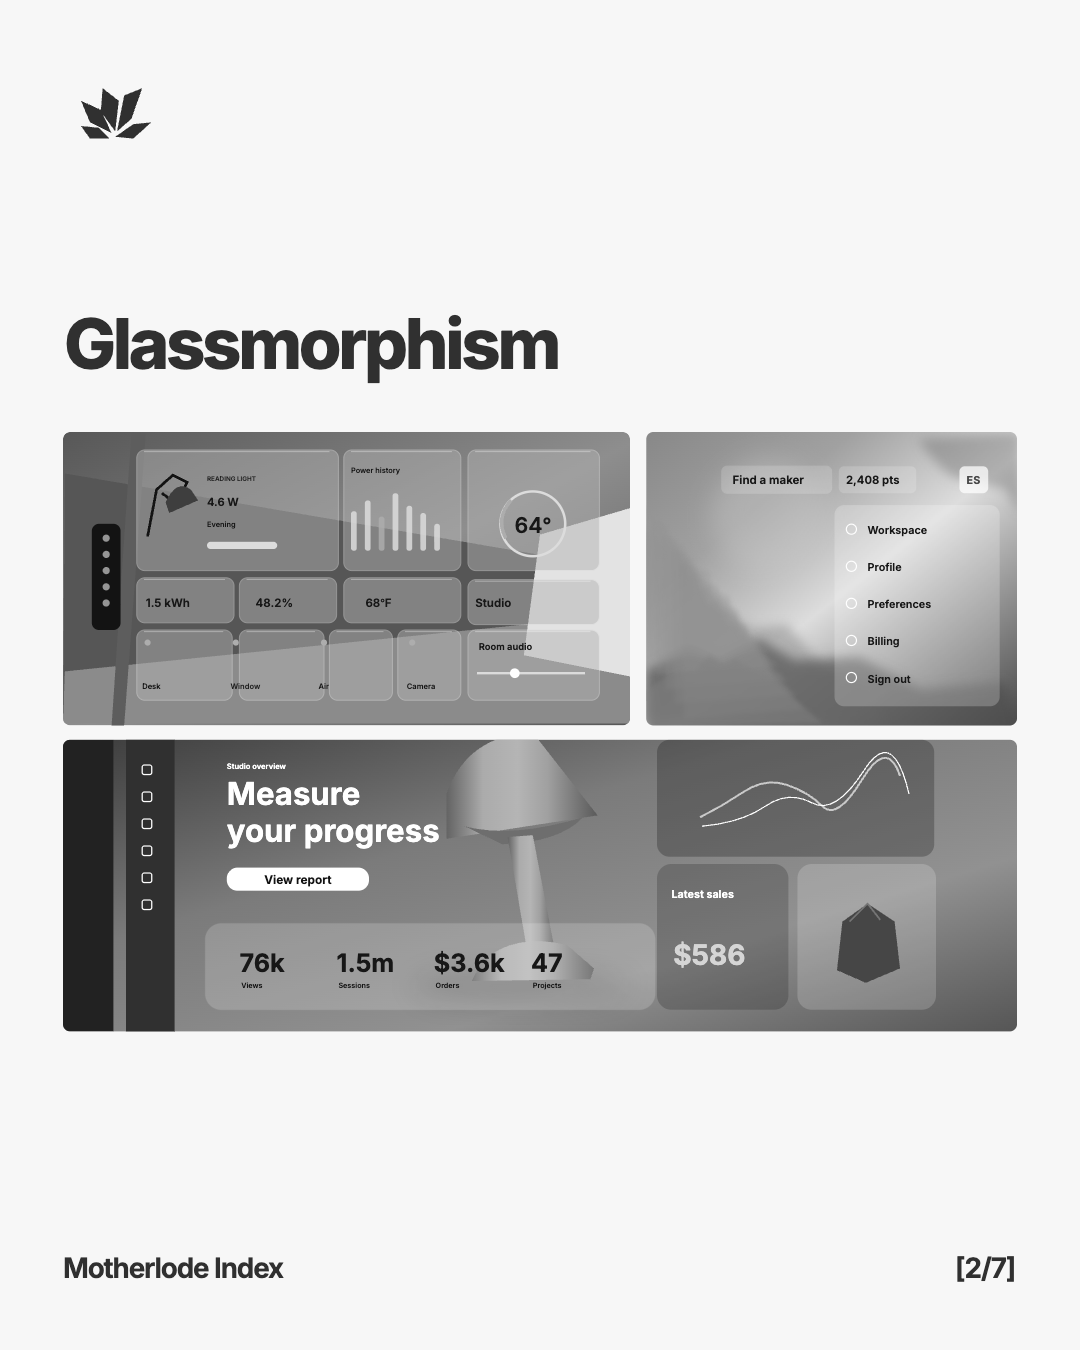 Glassmorphism
READING LIGHT
4.6 W
Evening
Power history
64°
1.5 kWh
48.2%
68°F
Studio
Desk
Window
Air
Camera
Room audio
Find a maker
2,408 pts
ES
Workspace
Profile
Preferences
Billing
Sign out
Studio overview
Measure
your progress
View report
76k
1.5m
$3.6k
47
Views
Sessions
Orders
Projects
Latest sales
$586
Motherlode Index
[2/7]